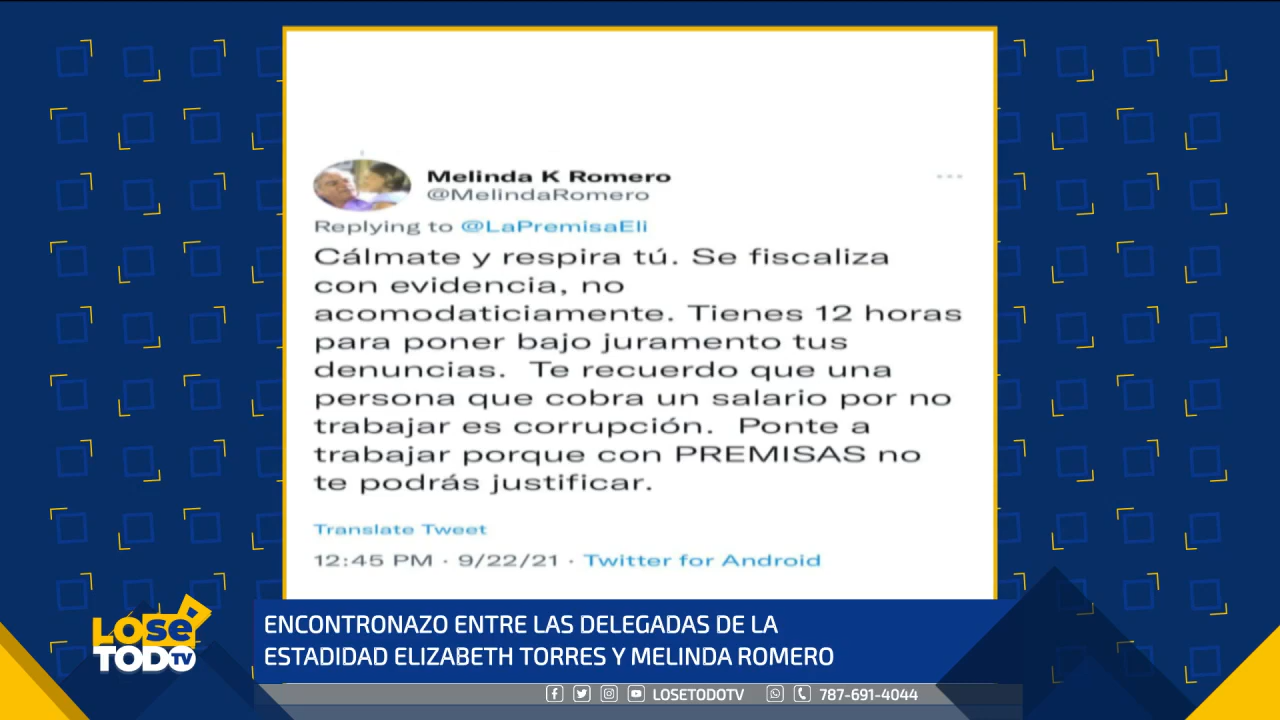 Melinda K Romero
@MelindaRomero
Replying to @LaPremisaEli
Cálmate y respira tú. Se fiscaliza
con evidencia, no
acomodaticiamente. Tienes 12 horas
para poner bajo juramento tus
denuncias. Te recuerdo que una
persona que cobra un salario por no
trabajar es corrupción. Ponte a
trabajar porque con PREMISAS no
te podrás justificar.
Translate Tweet
12:45 PM · 9/22/21 · Twitter for Android
LÓSE
TODO TV
ENCONTRONAZO ENTRE LAS DELEGADAS DE LA
ESTADIDAD ELIZABETH TORRES Y MELINDA ROMERO
LOSETODOTV 787-691-4044